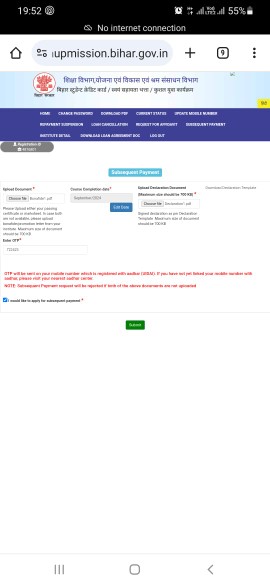 19:52
55%
No internet connection
upmission.bihar.gov.in
9
शिक्षा विभाग,योजना एवं विकास एवं श्रम संसाधन विभाग
बिहार स्टूडेन्ट क्रेडिट कार्ड / स्वयं सहायता भत्ता / कुशल युवा कार्यक्रम
हिंदी
HOME CHANGE PASSWORD DOWNLOAD PDF CURRENT STATUS UPDATE MOBILE NUMBER
REPAYMENT SUSPENSION LOAN CANCELLATION REQUEST FOR AFFIDAVIT SUBSEQUENT PAYMENT
INSTITUTE DETAIL DOWNLOAD LOAN AGREEMENT DOC LOG OUT
Registration ID
Subsequent Payment
Upload Document *
Choose file
Please Upload either your passing
certificate or marksheet. In case both
are not available, please upload
bonafide/promotion letter from your
institute. Maximum size of document
should be 700 KB
Choose Completion date *
September/2024
Edit Date
Upload Declaration Document
(Maximum size should be 700 KB) *
Choose file
Signed declaration as per Declaration
Template. Maximum size of document
should be 700 KB
Download Declaration Template
Enter OTP *
OTP will be sent on your mobile number which is registered with aadhar (UIDAI). If you have not yet linked your mobile number with
aadhar, please visit your nearest aadhar center.
NOTE: Subsequent Payment request will be rejected if both of the above documents are not uploaded
I would like to apply for subsequent payment *
Submit